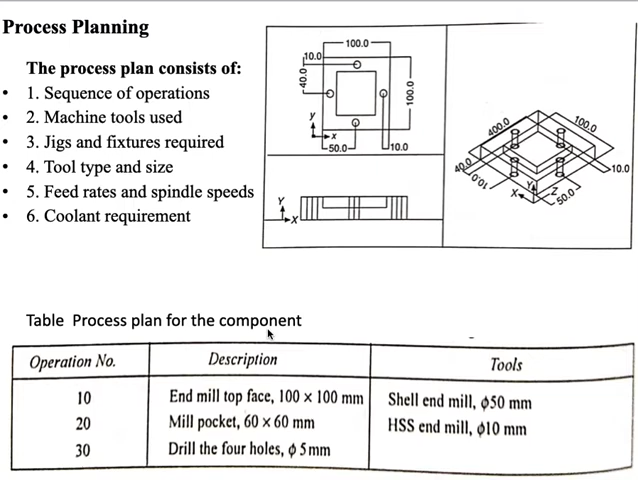 Process Planning
The process plan consists of:
• 1. Sequence of operations
• 2. Machine tools used
• 3. Jigs and fixtures required
• 4. Tool type and size
• 5. Feed rates and spindle speeds
• 6. Coolant requirement
100.0
10.0
40.0
100.0
y
x
50.0
10.0
Y
X
400.0
100.0
40.0
10.0
10.0
Y
X
Z
50.0
Table Process plan for the component
Operation No. Description Tools
10 End mill top face, 100 × 100 mm Shell end mill, ϕ50 mm
20 Mill pocket, 60 × 60 mm HSS end mill, ϕ10 mm
30 Drill the four holes, ϕ 5 mm